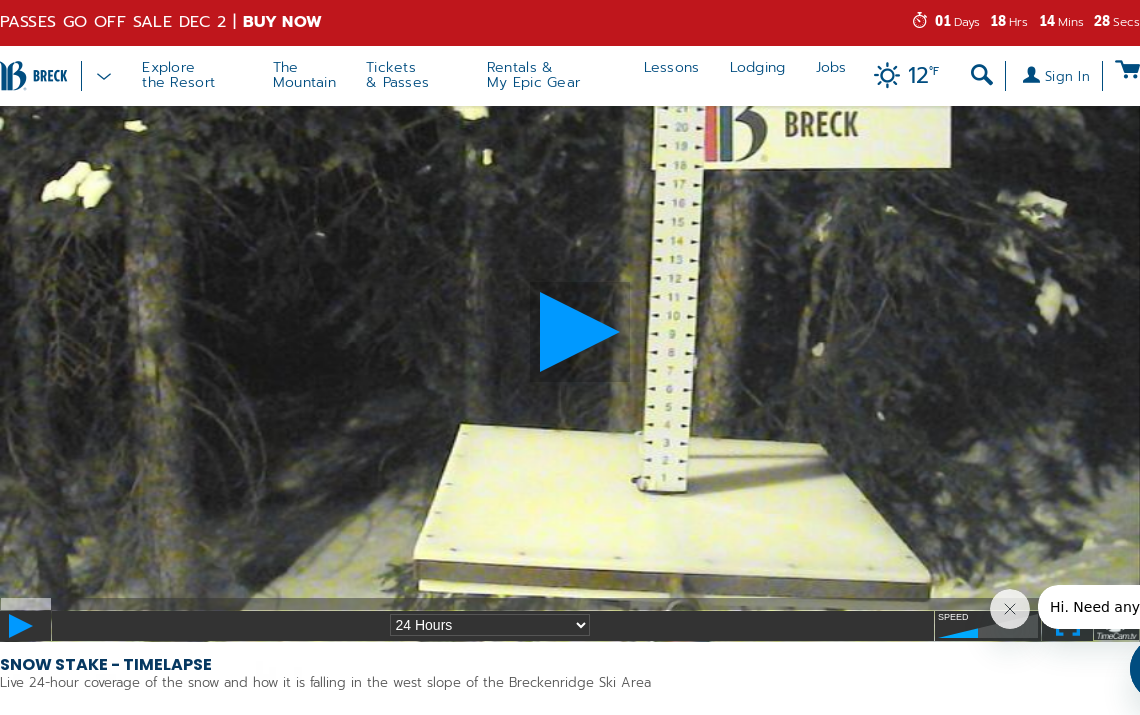 PASSES GO OFF SALE DEC 2 | BUY NOW
01 Days 18 Hrs 14 Mins 28 Secs
BRECK
Explore
the Resort
The
Mountain
Tickets
& Passes
Rentals &
My Epic Gear
Lessons
Lodging
Jobs
12°F
Sign In
BRECK
20
19
18
17
16
15
14
13
12
11
10
9
8
7
6
5
4
3
2
1
24 Hours
SPEED
Hi. Need any
TimeCam.tv
SNOW STAKE - TIMELAPSE
Live 24-hour coverage of the snow and how it is falling in the west slope of the Breckenridge Ski Area